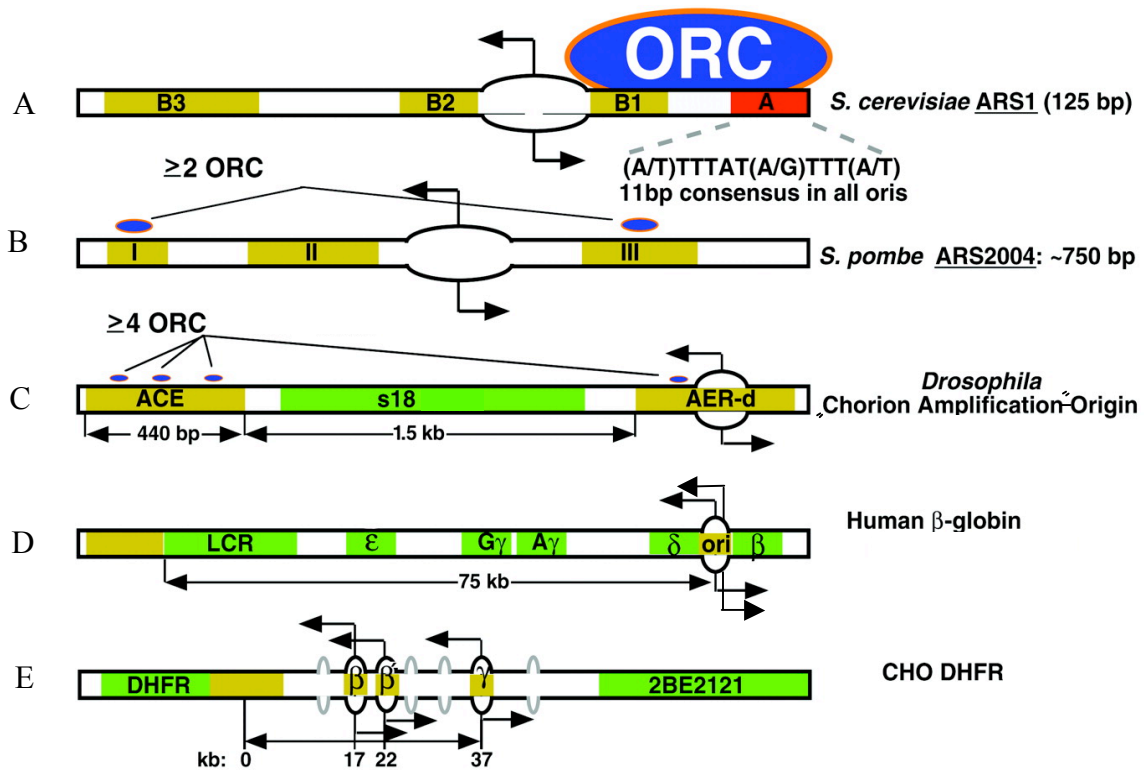 ORC
A B3 B2 B1 A S. cerevisiae ARS1 (125 bp)
(A/T)TTTAT(A/G)TTT(A/T)
11bp consensus in all oris
≥2 ORC
B I II III S. pombe ARS2004: ~750 bp
≥4 ORC
C ACE s18 AER-d Drosophila
Chorion Amplification Origin
440 bp 1.5 kb
D LCR ε Gγ Aγ δ ori β Human β-globin
75 kb
E DHFR β β' γ 2BE2121 CHO DHFR
kb: 0 17 22 37